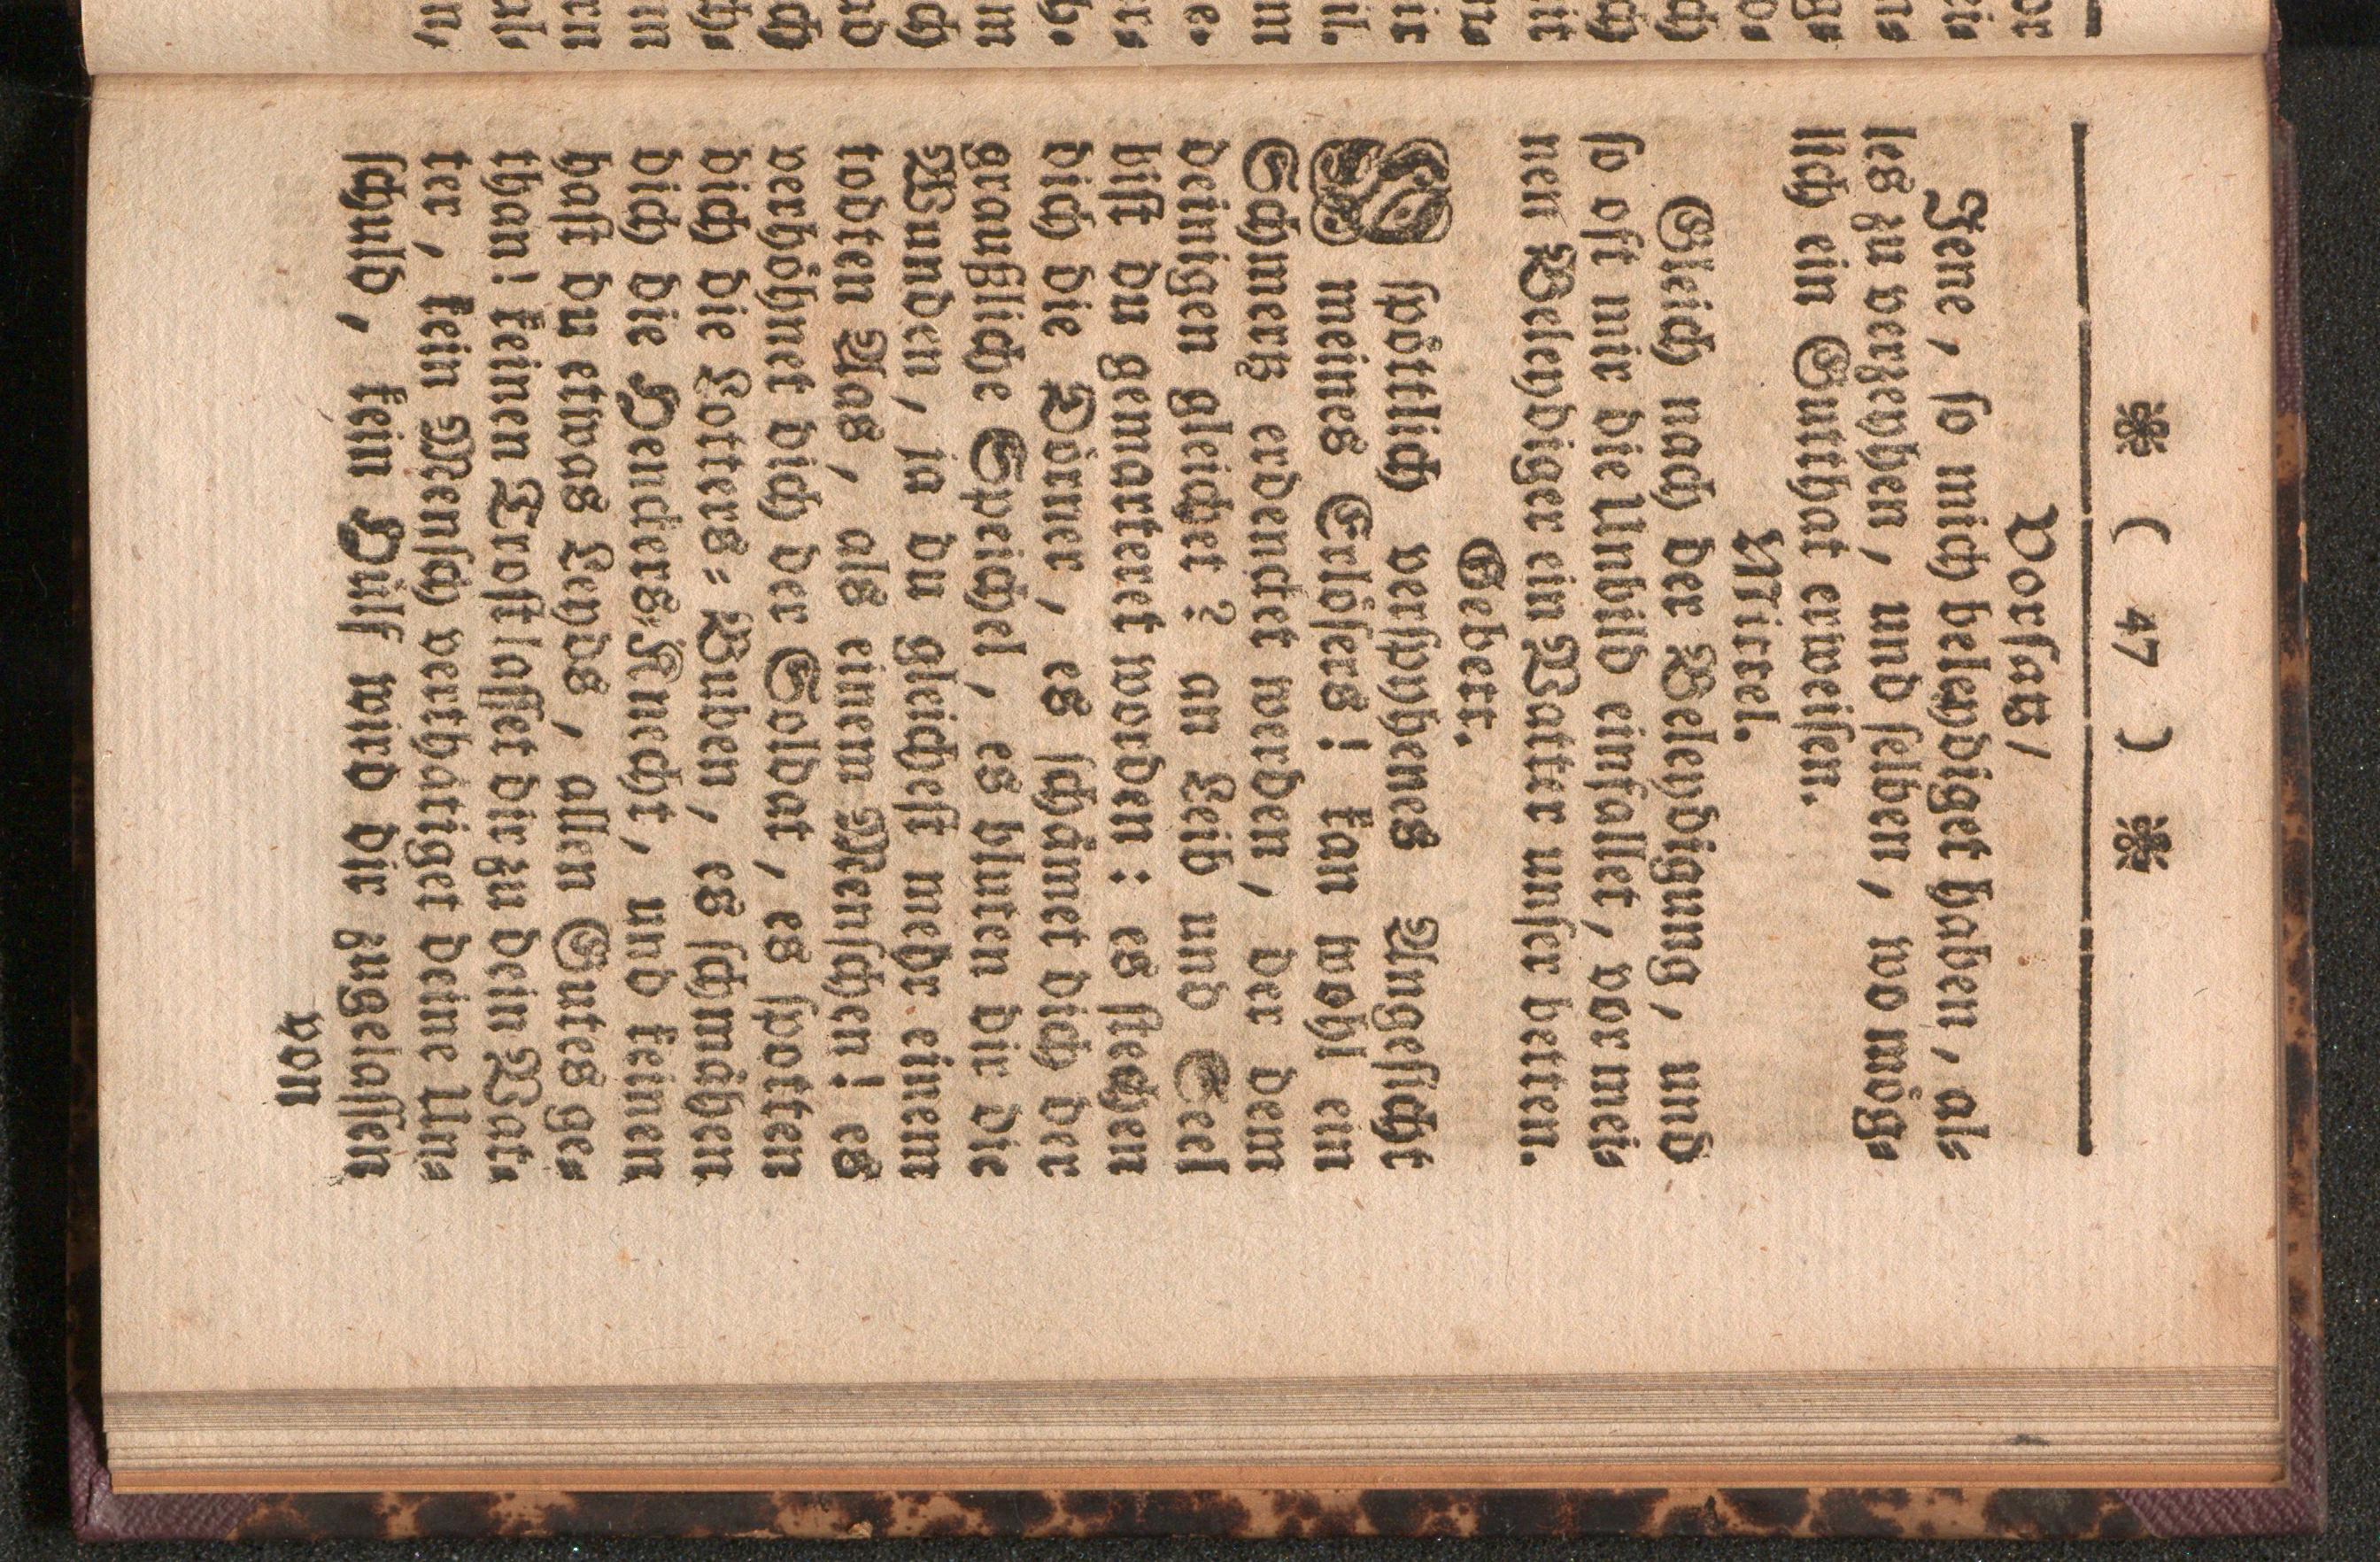 ❋ ( 47 ) ❋
Vorſatz/
Jene, ſo mich beleydiget haben, al⸗
les zu verzeyhen, und ſelben, wo mög⸗
lich ein Gutthat erweiſen.
Mittel.
Gleich nach der Beleydigung, und
ſo oft mir die Unbild einfallet, vor mei⸗
nen Beleydiger ein Vatter unſer betten.
Gebett.
O ſpöttlich verſpybenes Angeſicht
meines Erlöſers! kan wohl ein
Schmertz erdencket werden, der dem
deinigen gleichet? an Leib und Seel
biſt du gemarteret worden: es ſtechen
dich die Dörner, es ſchämet dich der
graußliche Speichel, es bluten dir die
Wunden, ja du gleicheſt mehr einem
todten Aas, als einem Menſchen! es
verhöhnet dich der Soldat, es ſpotten
dich die Lotters⸗Buben, es ſchmähen
dich die Henckers⸗Knecht, und keinen
haſt du etwas Leyds, allen Gutes ge⸗
than! keinen Troſt laſſet dir zu dein Vat⸗
ter, kein Menſch verthätiget deine Un⸗
ſchuld, kein Hülf wird dir zugelaſſen
von